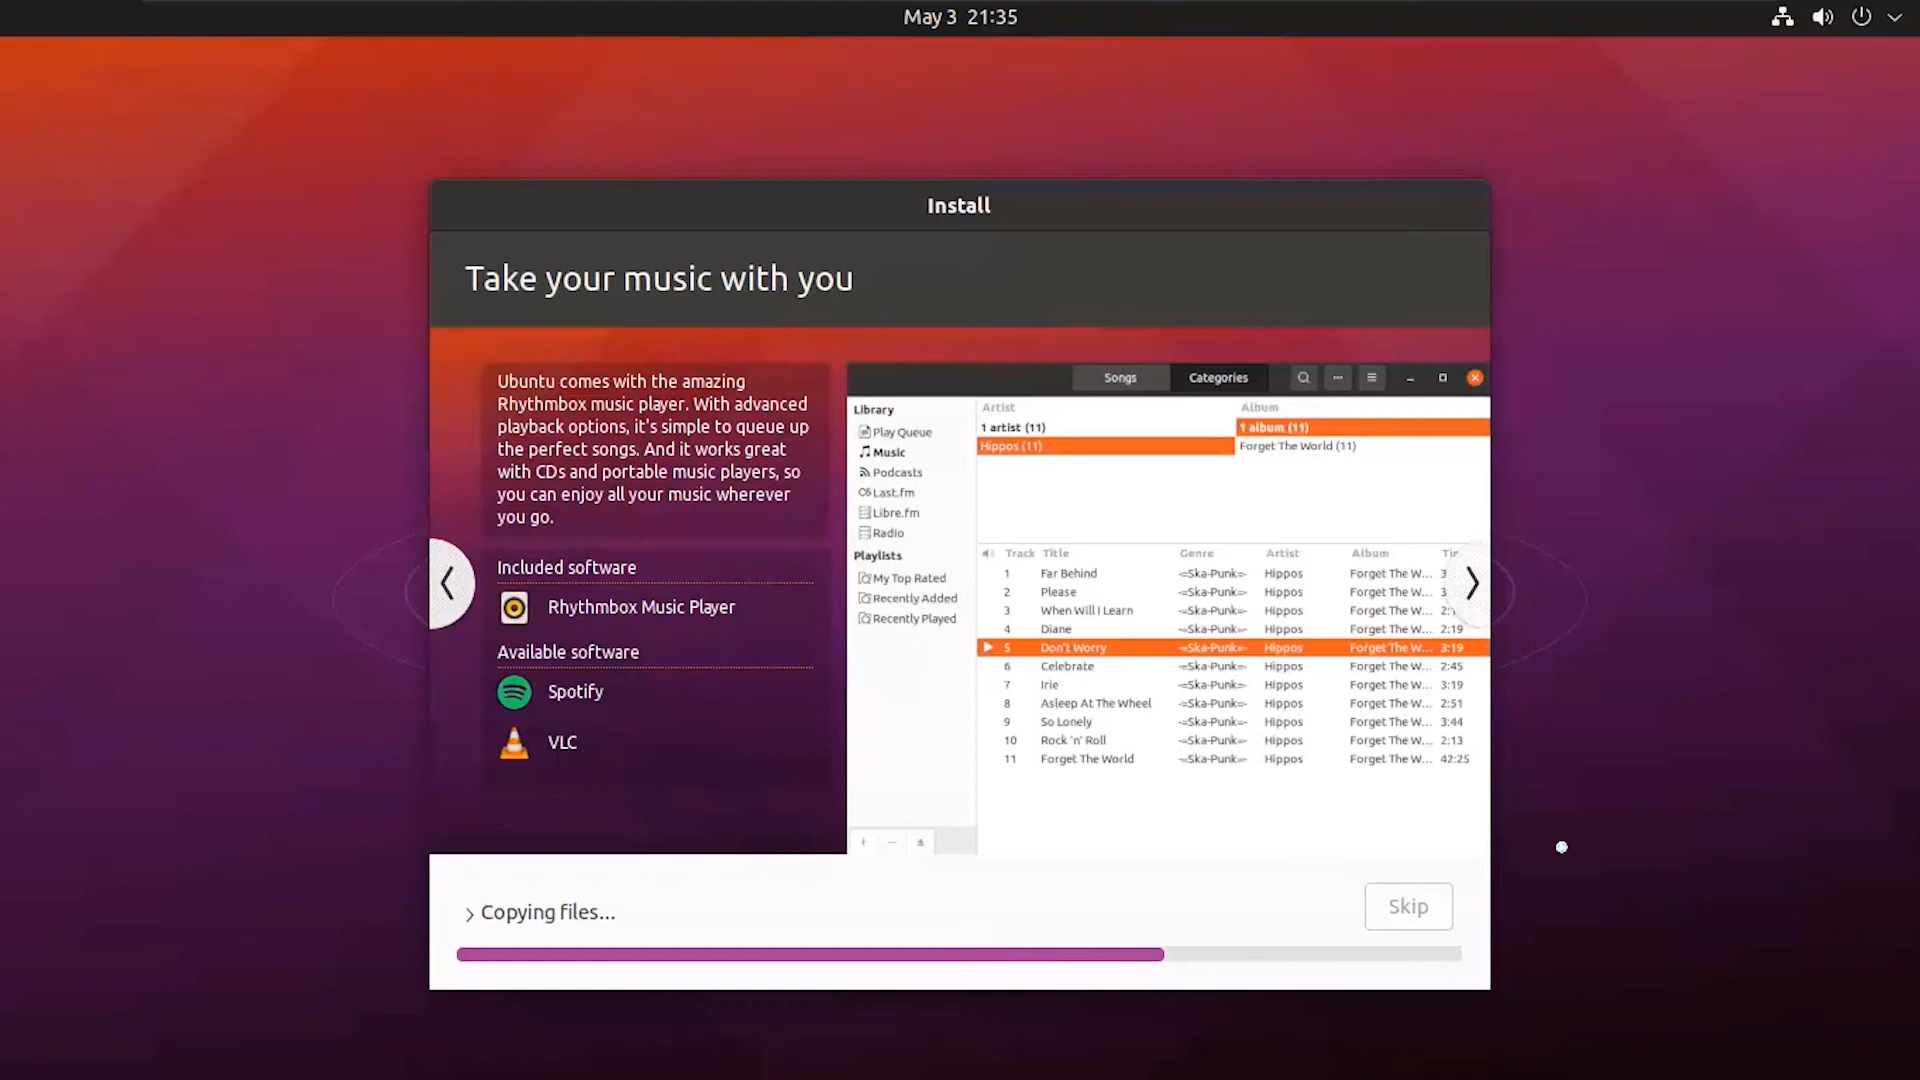 May 3 21:35
Install
Take your music with you
Ubuntu comes with the amazing
Rhythmbox music player. With advanced
playback options, it's simple to queue up
the perfect songs. And it works great
with CDs and portable music players, so
you can enjoy all your music wherever
you go.
Included software
Rhythmbox Music Player
Available software
Spotify
VLC
Songs Categories
Library
Play Queue
Music
Podcasts
Last.fm
Libre.fm
Radio
Playlists
My Top Rated
Recently Added
Recently Played
Artist Album
1 artist (11) 1 album (11)
Hippos (11) Forget The World (11)
Track Title Genre Artist Album
1 Far Behind -=Ska-Punk=- Hippos Forget The W...
2 Please -=Ska-Punk=- Hippos Forget The W...
3 When Will I Learn -=Ska-Punk=- Hippos Forget The W...
4 Diane -=Ska-Punk=- Hippos Forget The W... 2:19
5 Don't Worry -=Ska-Punk=- Hippos Forget The W... 3:19
6 Celebrate -=Ska-Punk=- Hippos Forget The W... 2:45
7 Irie -=Ska-Punk=- Hippos Forget The W... 3:19
8 Asleep At The Wheel -=Ska-Punk=- Hippos Forget The W... 2:51
9 So Lonely -=Ska-Punk=- Hippos Forget The W... 3:44
10 Rock 'n' Roll -=Ska-Punk=- Hippos Forget The W... 2:13
11 Forget The World -=Ska-Punk=- Hippos Forget The W... 42:25
Copying files...
Skip